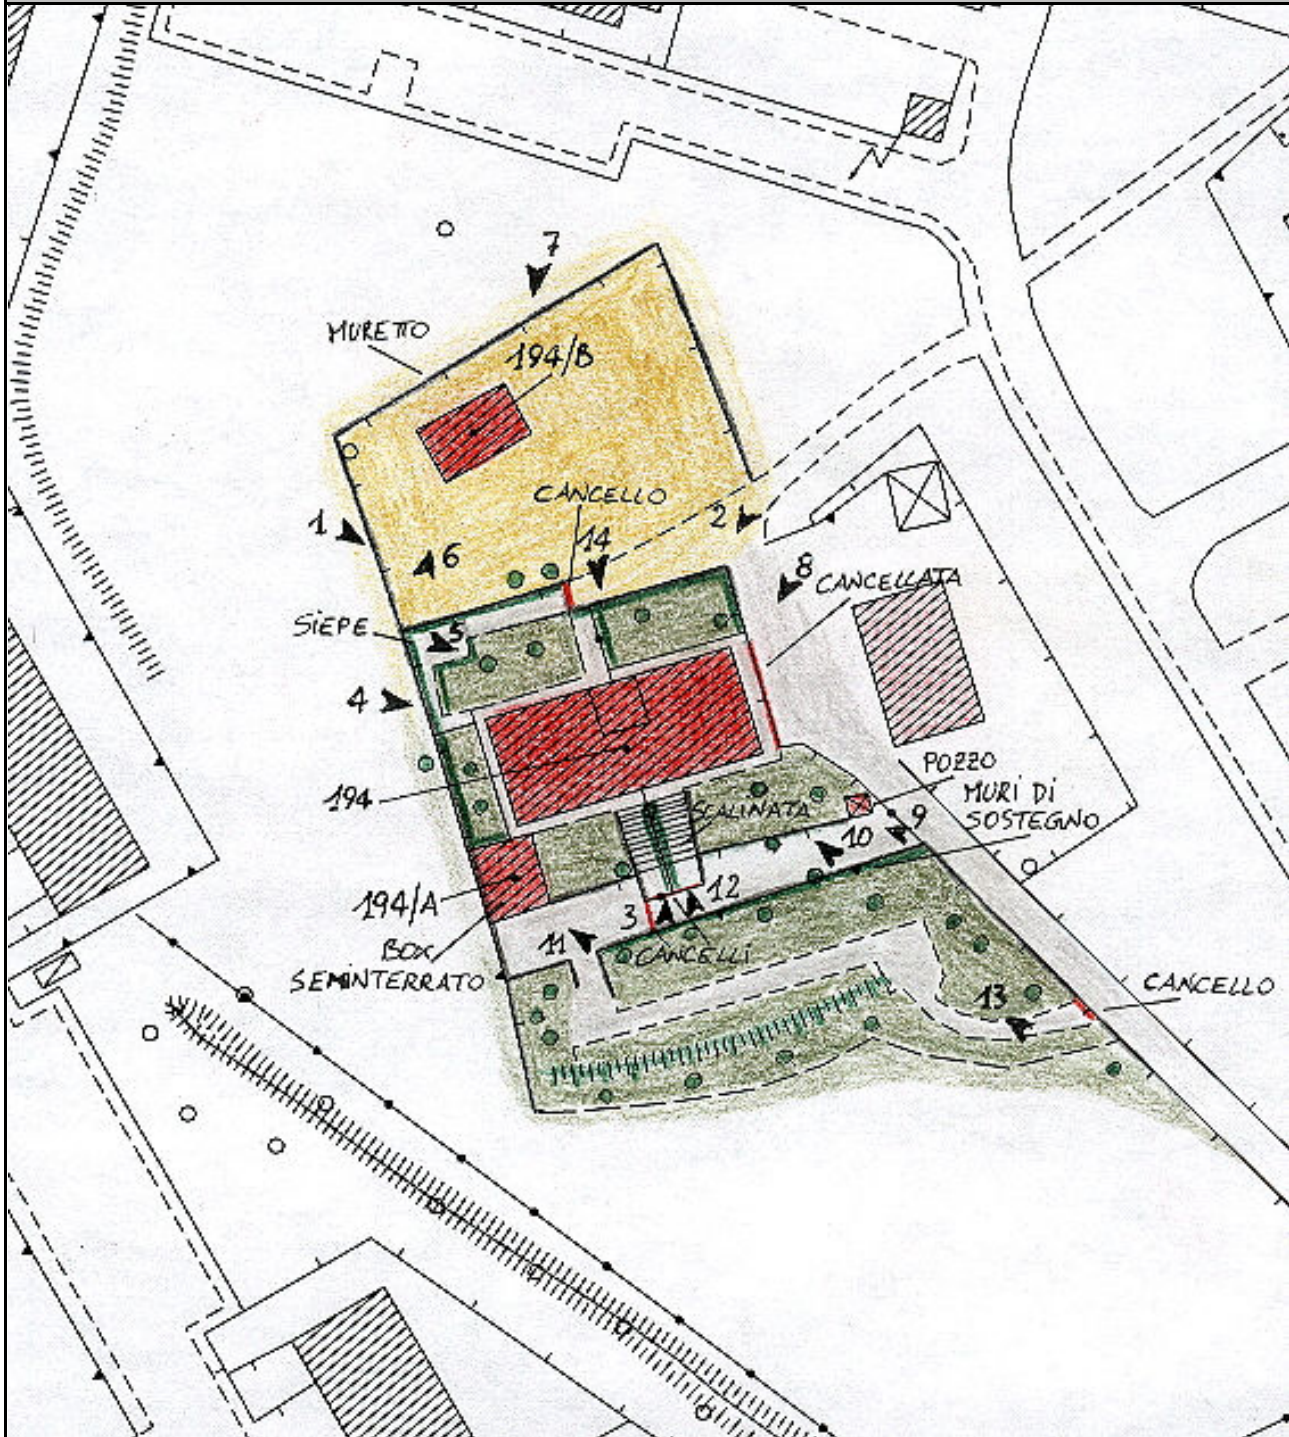 7
MURETTO
194/B
CANCELLO
1
2
14
6
8
CANCELLATA
SIEPE
5
4
POZZO
194
MURI DI
SOSTEGNO
SCALINATA
9
10
12
194/A
3
11
BOX
SEMINTERRATO
CANCELLI
13
CANCELLO